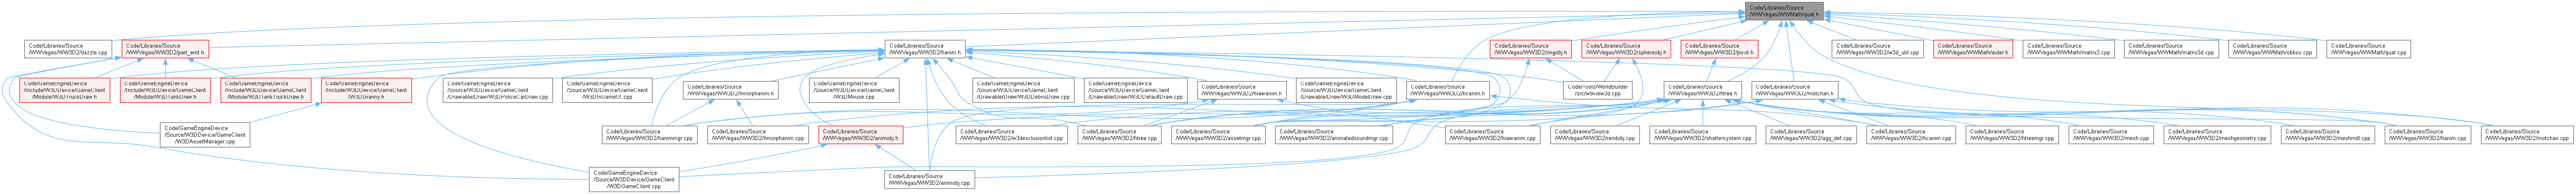 Code/Libraries/Source
/WWVegas/WWMath/quat.h
Code/Libraries/Source
/WWVegas/WW3D2/dazzle.cpp
Code/Libraries/Source
/WWVegas/WW3D2/part_emt.h
Code/Libraries/Source
/WWVegas/WW3D2/hanim.h
Code/Libraries/Source
/WWVegas/WW3D2/ringobj.h
Code/Libraries/Source
/WWVegas/WW3D2/sphereobj.h
Code/Libraries/Source
/WWVegas/WW3D2/pivot.h
Code/Libraries/Source
/WWVegas/WW3D2/w3d_util.cpp
Code/Libraries/Source
/WWVegas/WWMath/euler.h
Code/Libraries/Source
/WWVegas/WWMath/matrix3.cpp
Code/Libraries/Source
/WWVegas/WWMath/matrix3d.cpp
Code/Libraries/Source
/WWVegas/WWMath/obbox.cpp
Code/Libraries/Source
/WWVegas/WWMath/quat.cpp
Code/GameEngineDevice
/Include/W3DDevice/GameClient
/Module/W3DTruckDraw.h
Code/GameEngineDevice
/Include/W3DDevice/GameClient
/Module/W3DTankDraw.h
Code/GameEngineDevice
/Include/W3DDevice/GameClient
/Module/W3DTankTruckDraw.h
Code/GameEngineDevice
/Include/W3DDevice/GameClient
/W3DGranny.h
Code/GameEngineDevice
/Source/W3DDevice/GameClient
/Drawable/Draw/W3DPoliceCarDraw.cpp
Code/GameEngineDevice
/Source/W3DDevice/GameClient
/W3DInGameUI.cpp
Code/Libraries/Source
/WWVegas/WW3D2/hmorphanim.h
Code/GameEngineDevice
/Source/W3DDevice/GameClient
/W3DMouse.cpp
Code/GameEngineDevice
/Source/W3DDevice/GameClient
/Drawable/Draw/W3DDebrisDraw.cpp
Code/GameEngineDevice
/Source/W3DDevice/GameClient
/Drawable/Draw/W3DDefaultDraw.cpp
Code/Libraries/Source
/WWVegas/WW3D2/hrawanim.h
Code/GameEngineDevice
/Source/W3DDevice/GameClient
/Drawable/Draw/W3DModelDraw.cpp
Code/Libraries/Source
/WWVegas/WW3D2/hcanim.h
Code/Tools/WorldBuilder
/src/wbview3d.cpp
Code/Libraries/Source
/WWVegas/WW3D2/htree.h
Code/Libraries/Source
/WWVegas/WW3D2/motchan.h
Code/GameEngineDevice
/Source/W3DDevice/GameClient
/W3DAssetManager.cpp
Code/Libraries/Source
/WWVegas/WW3D2/hanimmgr.cpp
Code/Libraries/Source
/WWVegas/WW3D2/hmorphanim.cpp
Code/Libraries/Source
/WWVegas/WW3D2/animobj.h
Code/Libraries/Source
/WWVegas/WW3D2/w3dexclusionlist.cpp
Code/Libraries/Source
/WWVegas/WW3D2/htree.cpp
Code/Libraries/Source
/WWVegas/WW3D2/assetmgr.cpp
Code/Libraries/Source
/WWVegas/WW3D2/animatedsoundmgr.cpp
Code/Libraries/Source
/WWVegas/WW3D2/hrawanim.cpp
Code/Libraries/Source
/WWVegas/WW3D2/rendobj.cpp
Code/Libraries/Source
/WWVegas/WW3D2/shattersystem.cpp
Code/Libraries/Source
/WWVegas/WW3D2/agg_def.cpp
Code/Libraries/Source
/WWVegas/WW3D2/hcanim.cpp
Code/Libraries/Source
/WWVegas/WW3D2/htreemgr.cpp
Code/Libraries/Source
/WWVegas/WW3D2/mesh.cpp
Code/Libraries/Source
/WWVegas/WW3D2/meshgeometry.cpp
Code/Libraries/Source
/WWVegas/WW3D2/meshmdl.cpp
Code/Libraries/Source
/WWVegas/WW3D2/hanim.cpp
Code/Libraries/Source
/WWVegas/WW3D2/motchan.cpp
Code/GameEngineDevice
/Source/W3DDevice/GameClient
/W3DGameClient.cpp
Code/Libraries/Source
/WWVegas/WW3D2/animobj.cpp